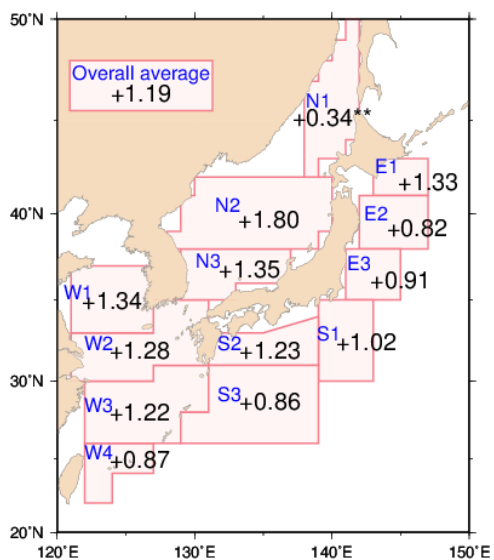 50˚N
Overall average
+1.19
N1
+0.34**
E1
+1.33
40˚N
N2
+1.80
E2
+0.82
N3
+1.35
E3
+0.91
W1
+1.34
W2
+1.28
S2
+1.23
S1
+1.02
30˚N
W3
+1.22
S3
+0.86
W4
+0.87
20˚N
120˚E
130˚E
140˚E
150˚E